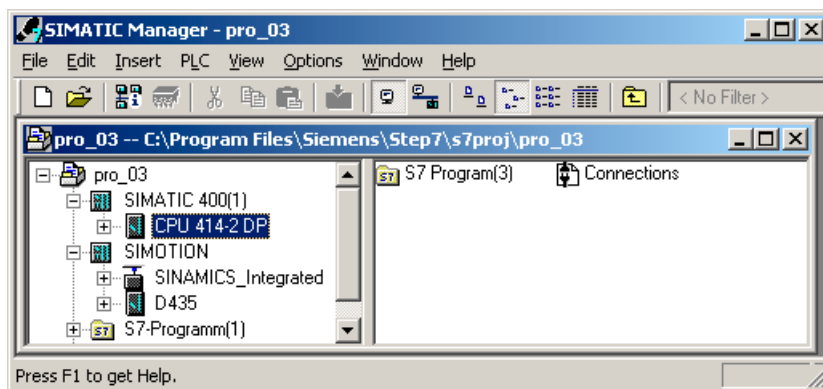 SIMATIC Manager - pro_03
File Edit Insert PLC View Options Window Help
< No Filter >
pro_03 -- C:\Program Files\Siemens\Step7\s7proj\pro_03
pro_03
SIMATIC 400(1)
CPU 414-2 DP
SIMOTION
SINAMICS_Integrated
D435
S7-Programm(1)
S7 Program(3) Connections
Press F1 to get Help.